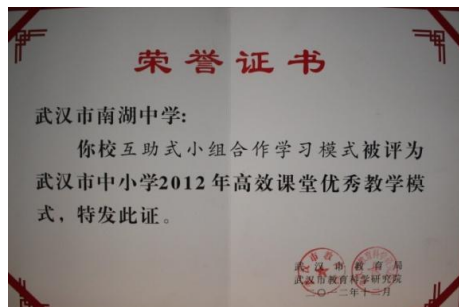 荣誉证书
武汉市南湖中学:
你校互助式小组合作学习模式被评为
武汉市中小学2012年高效课堂优秀教学模
式，特发此证。
武汉市教育局
武汉市教育科学研究院
二〇一二年十二月